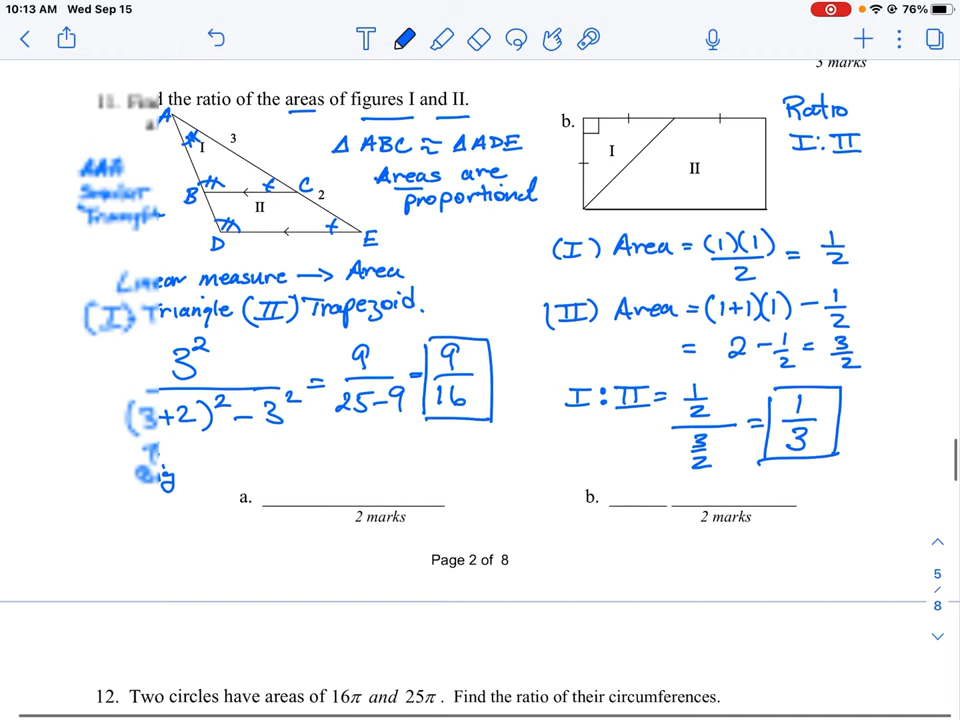 10:13 AM Wed Sep 15
76%
T
3 marks
the ratio of the areas of figures I and II.
A
I
3
B
C
2
II
D
E
△ ABC ≈ △ ADE
Areas are
proportional
b.
I
II
Ratio
I : II
measure → Area
Triangle (II) Trapezoid.
3²
(3+2)² - 3² = 9 / 25-9 = 9 / 16
(I) Area = (1)(1) / 2 = 1/2
(II) Area = (1+1)(1) - 1/2
= 2 - 1/2 = 3/2
I : II = 1/2 / 3/2 = 1/3
a. ____________________
2 marks
b. ______ ______________
2 marks
Page 2 of 8
5
/
8
12. Two circles have areas of 16π and 25π. Find the ratio of their circumferences.